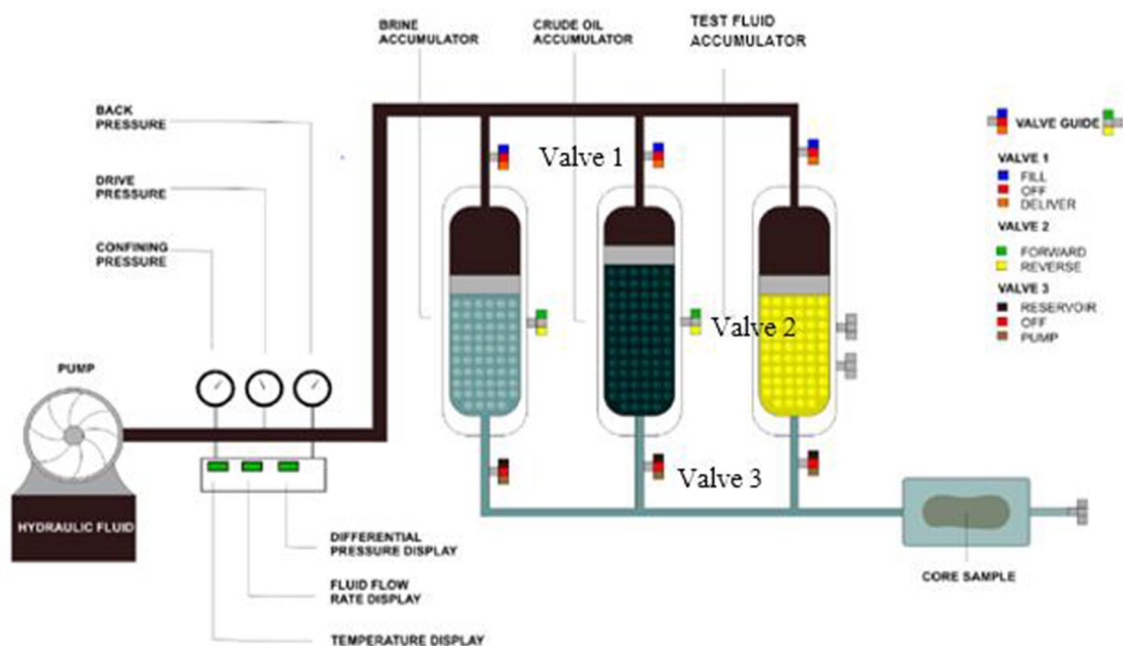 BRINE
ACCUMULATOR
CRUDE OIL
ACCUMULATOR
TEST FLUID
ACCUMULATOR
BACK
PRESSURE
DRIVE
PRESSURE
CONFINING
PRESSURE
PUMP
HYDRAULIC FLUID
Valve 1
Valve 2
Valve 3
VALVE GUIDE
VALVE 1
FILL
OFF
DELIVER
VALVE 2
FORWARD
REVERSE
VALVE 3
RESERVOIR
OFF
PUMP
DIFFERENTIAL
PRESSURE DISPLAY
FLUID FLOW
RATE DISPLAY
TEMPERATURE DISPLAY
CORE SAMPLE